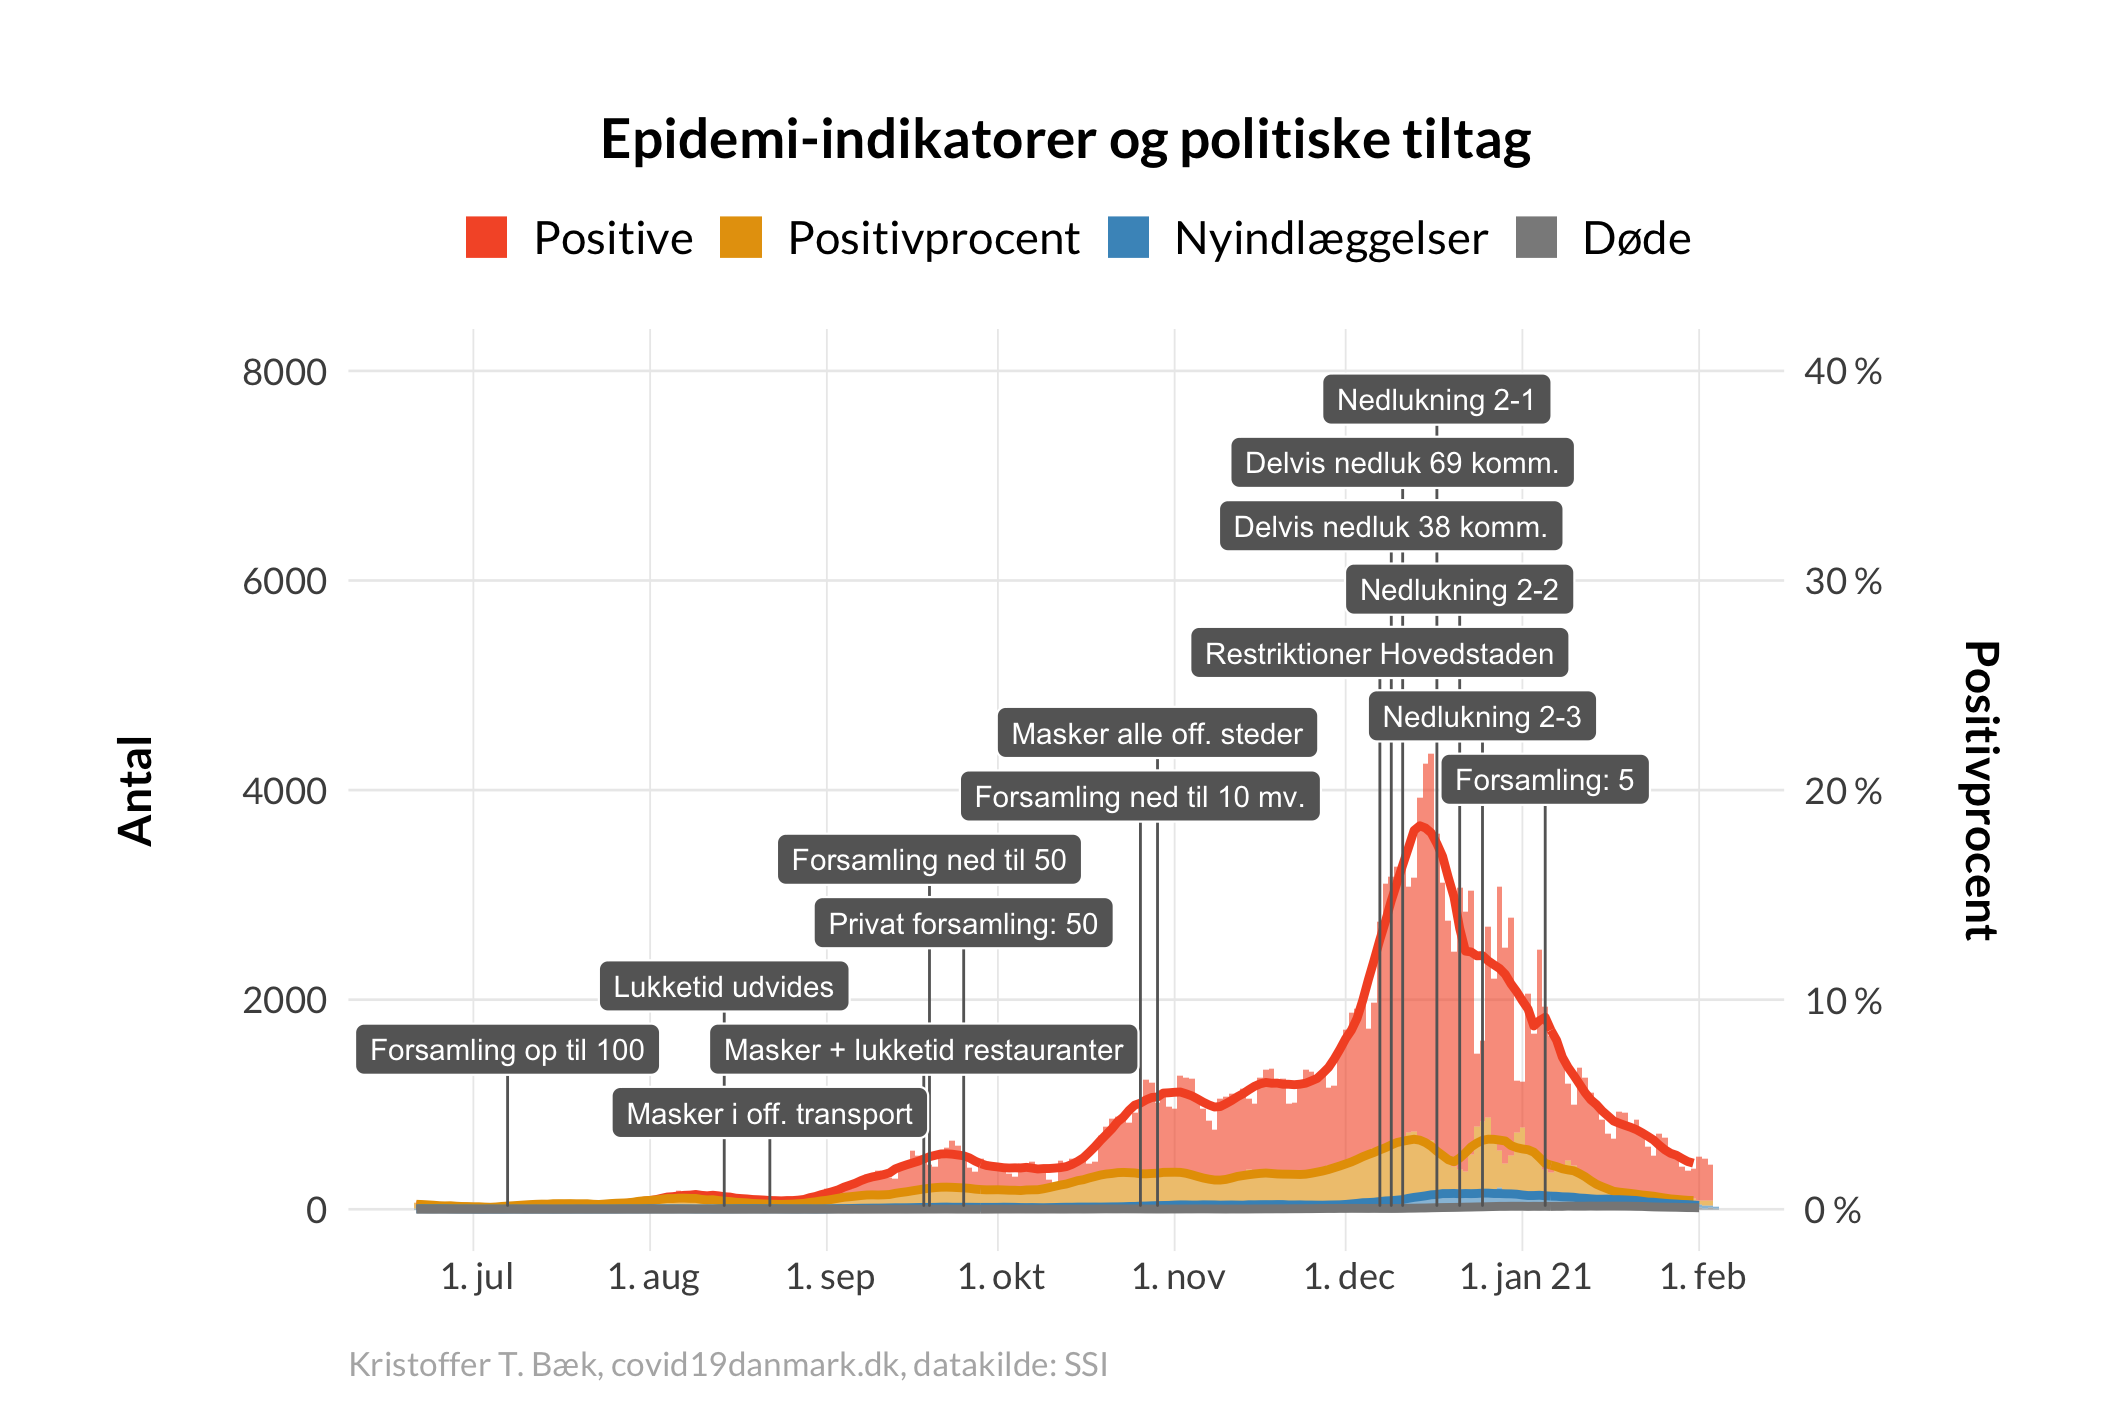 Epidemi-indikatorer og politiske tiltag
Positive Positivprocent Nyindlæggelser Døde
Antal
Positivprocent
8000 40 %
6000 30 %
4000 20 %
2000 10 %
0 0 %
Nedlukning 2-1
Delvis nedluk 69 komm.
Delvis nedluk 38 komm.
Nedlukning 2-2
Restriktioner Hovedstaden
Nedlukning 2-3
Masker alle off. steder
Forsamling: 5
Forsamling ned til 10 mv.
Forsamling ned til 50
Privat forsamling: 50
Lukketid udvides
Forsamling op til 100
Masker + lukketid restauranter
Masker i off. transport
1. jul 1. aug 1. sep 1. okt 1. nov 1. dec 1. jan 21 1. feb
Kristoffer T. Bæk, covid19danmark.dk, datakilde: SSI